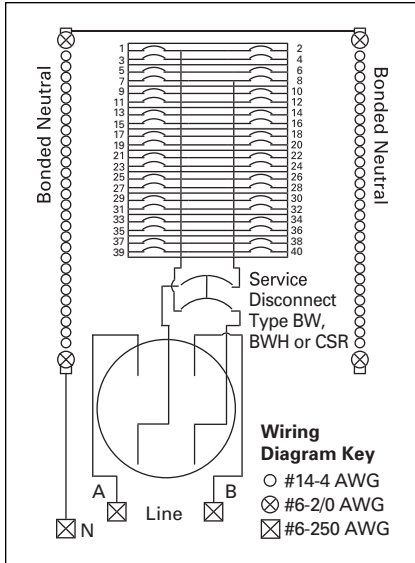 1 2
3 4
5 6
7 8
9 10
11 12
13 14
15 16
17 18
19 20
21 22
23 24
25 26
27 28
29 30
31 32
33 34
35 36
37 38
39 40
Bonded Neutral
Bonded Neutral
Service
Disconnect
Type BW,
BWH or CSR
A B
N Line
Wiring
Diagram Key
#14-4 AWG
#6-2/0 AWG
#6-250 AWG